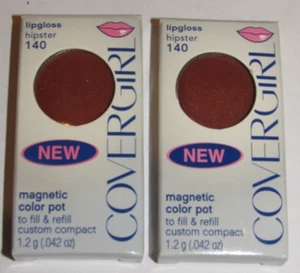 lipgloss
hipster
140
COVERGIRL
NEW
magnetic
color pot
to fill & refill
custom compact
1.2 g (.042 oz)
lipgloss
hipster
140
COVERGIRL
NEW
magnetic
color pot
to fill & refill
custom compact
1.2 g (.042 oz)